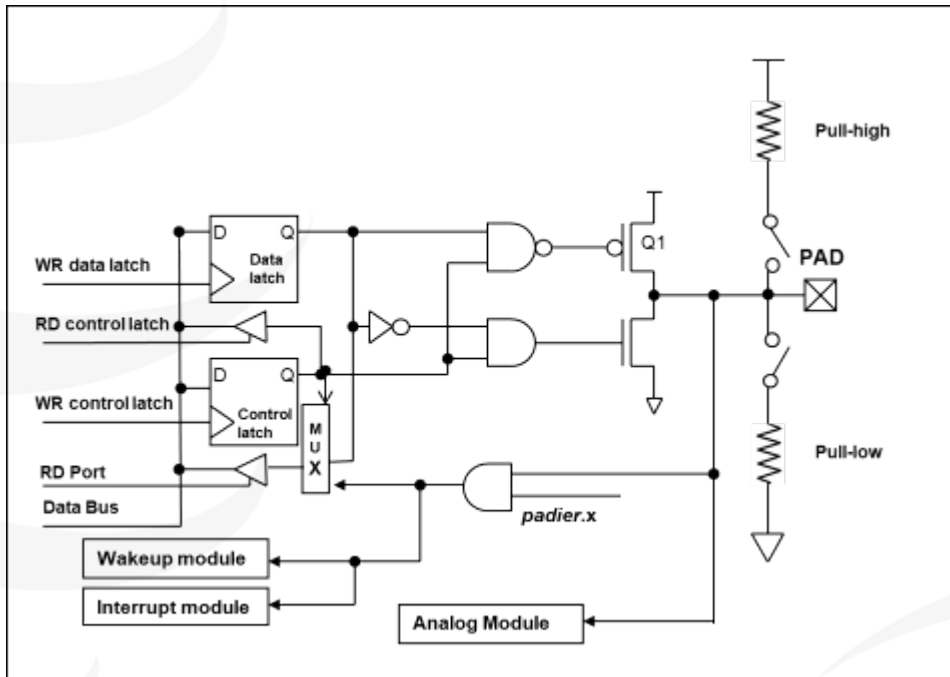 Pull-high
Q1
D Q
Data
latch
WR data latch
PAD
RD control latch
D Q
Control
latch
WR control latch
M
U
X
Pull-low
RD Port
Data Bus
padier.x
Wakeup module
Interrupt module
Analog Module